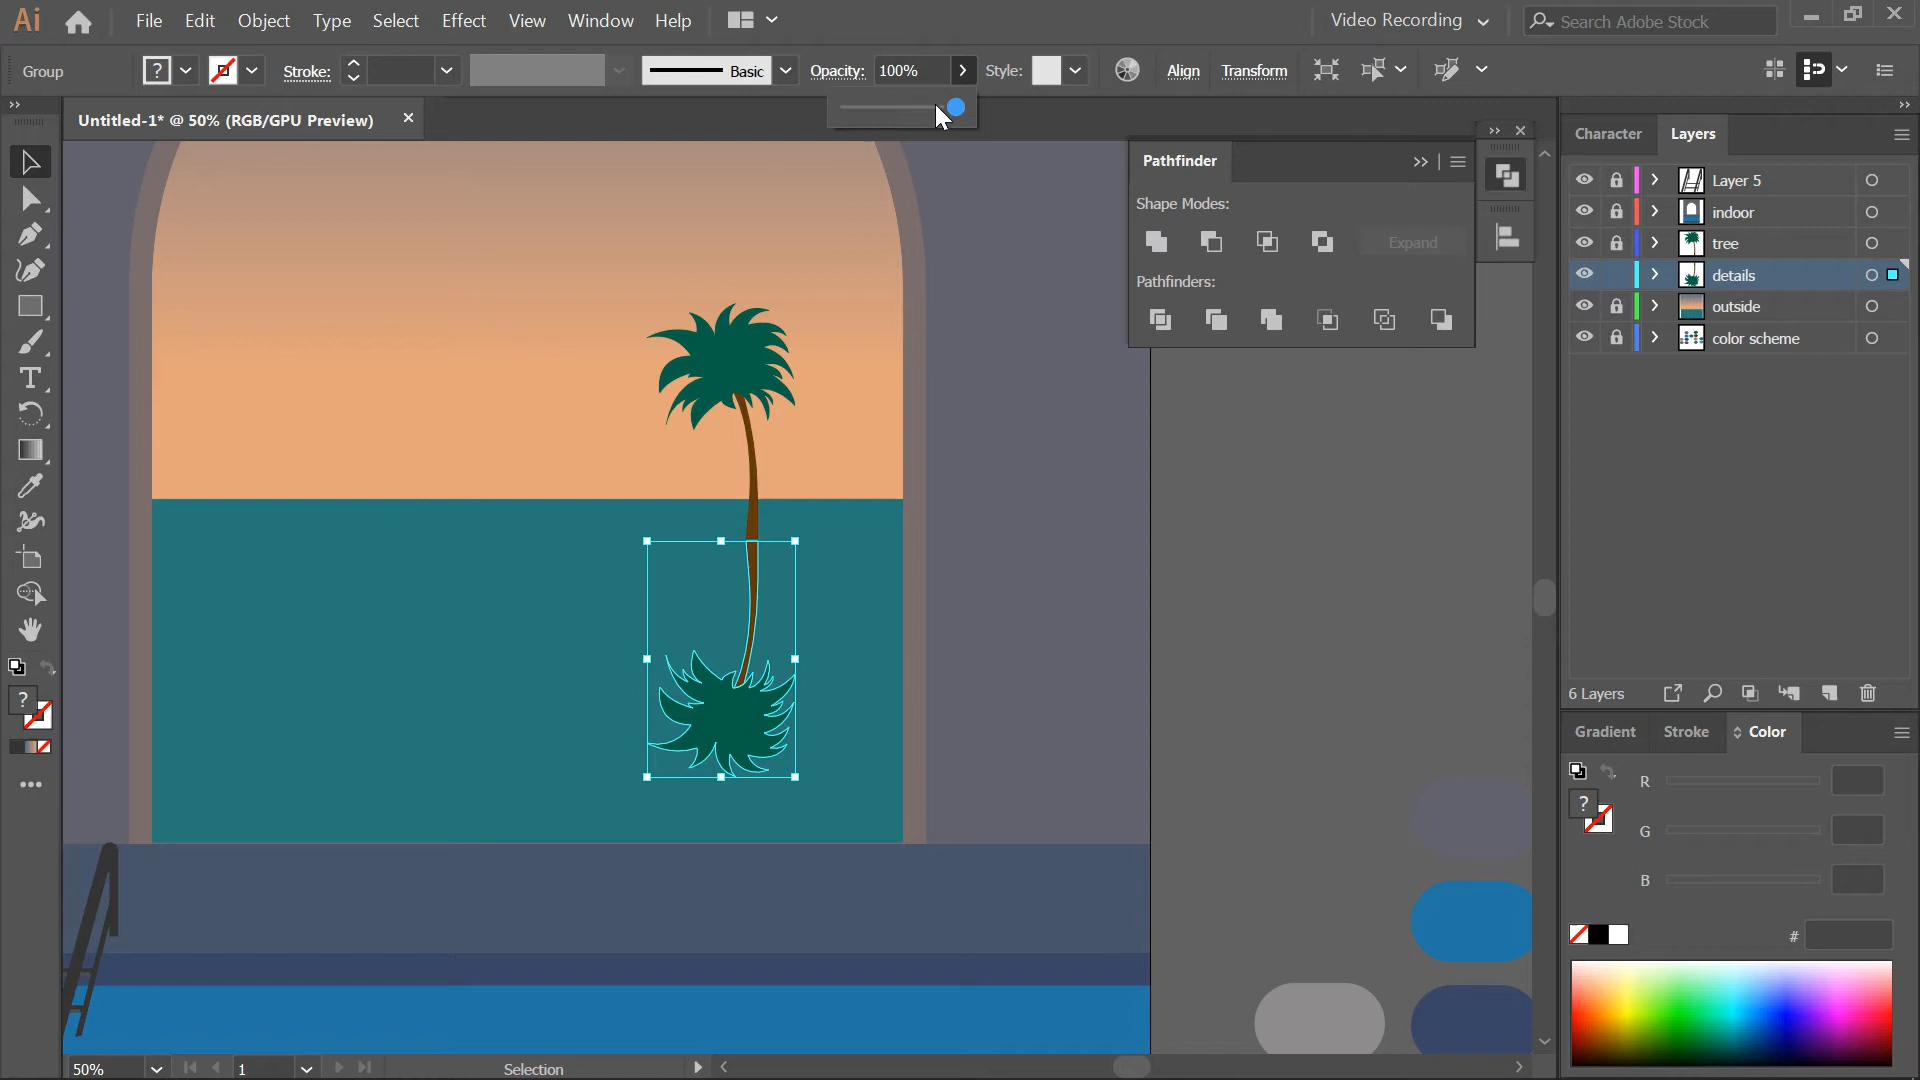 Ai File Edit Object Type Select Effect View Window Help Video Recording Search Adobe Stock
Group ? Stroke: Basic Opacity: 100% Style: Align Transform
Untitled-1* @ 50% (RGB/GPU Preview)
Pathfinder
Shape Modes:
Expand
Pathfinders:
Character Layers
Layer 5
indoor
tree
details
outside
color scheme
6 Layers
Gradient Stroke Color
? R
G
B
#
?
50% 1 Selection